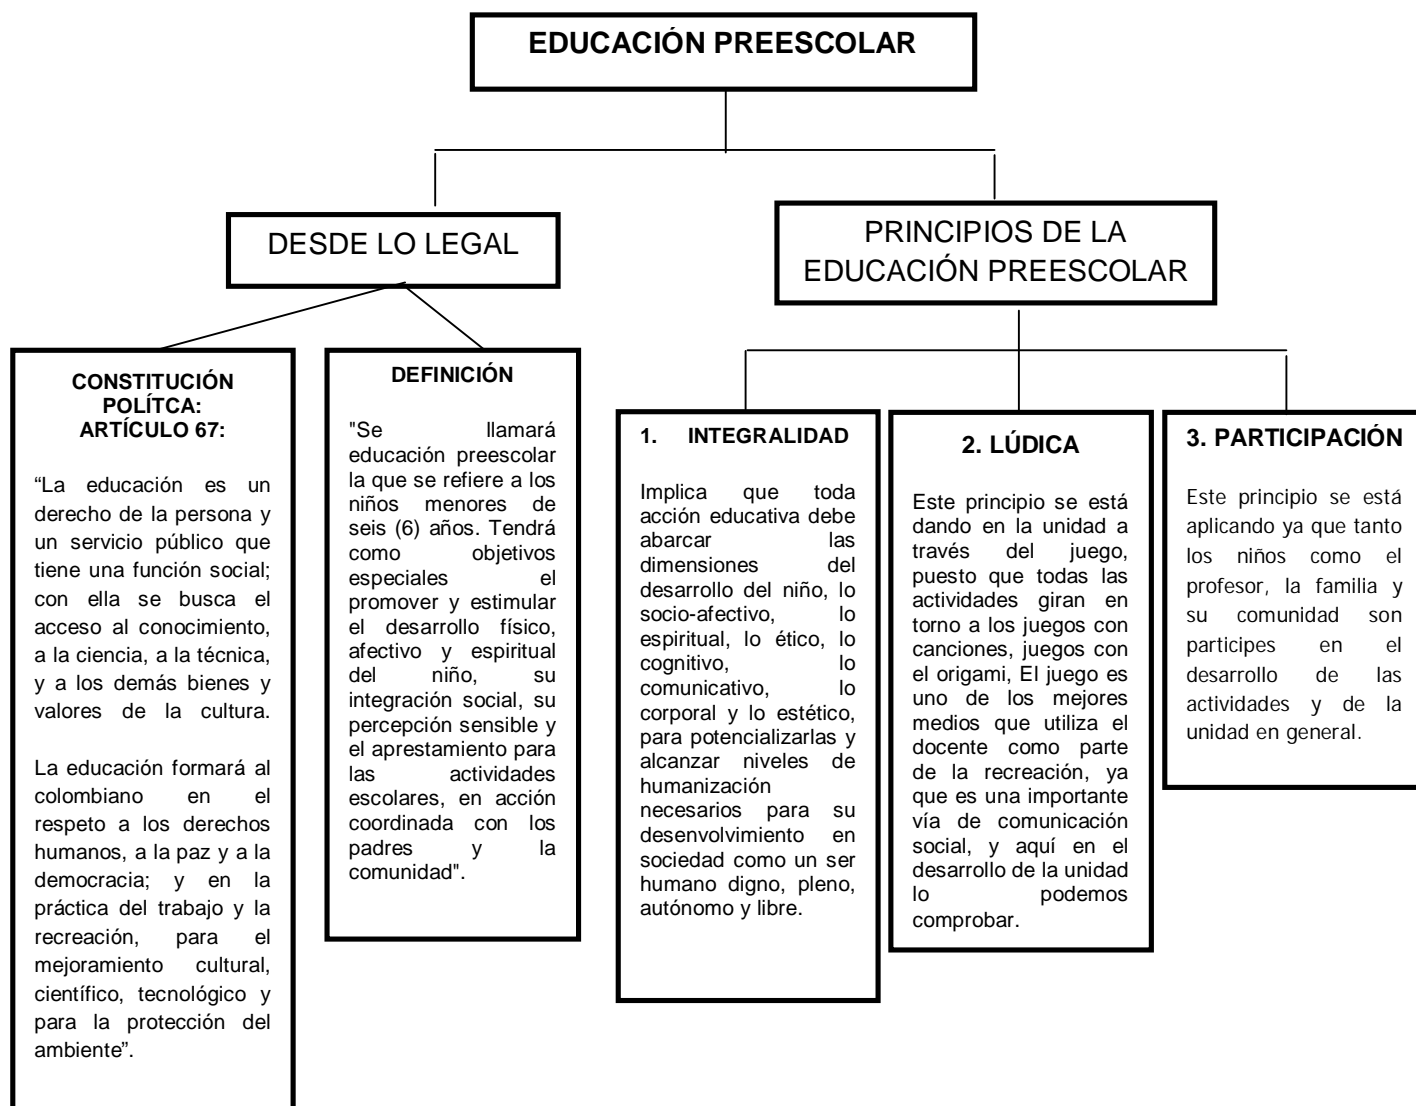 EDUCACIÓN PREESCOLAR
DESDE LO LEGAL
PRINCIPIOS DE LA
EDUCACIÓN PREESCOLAR
CONSTITUCIÓN
POLÍTCA:
ARTÍCULO 67:
“La educación es un
derecho de la persona y
un servicio público que
tiene una función social;
con ella se busca el
acceso al conocimiento,
a la ciencia, a la técnica,
y a los demás bienes y
valores de la cultura.
La educación formará al
colombiano en el
respeto a los derechos
humanos, a la paz y a la
democracia; y en la
práctica del trabajo y la
recreación, para el
mejoramiento cultural,
científico, tecnológico y
para la protección del
ambiente”.
DEFINICIÓN
"Se llamará
educación preescolar
la que se refiere a los
niños menores de
seis (6) años. Tendrá
como objetivos
especiales el
promover y estimular
el desarrollo físico,
afectivo y espiritual
del niño, su
integración social, su
percepción sensible y
el aprestamiento para
las actividades
escolares, en acción
coordinada con los
padres y la
comunidad".
1. INTEGRALIDAD
Implica que toda
acción educativa debe
abarcar las
dimensiones del
desarrollo del niño, lo
socio-afectivo, lo
espiritual, lo ético, lo
cognitivo, lo
comunicativo, lo
corporal y lo estético,
para potencializarlas y
alcanzar niveles de
humanización
necesarios para su
desenvolvimiento en
sociedad como un ser
humano digno, pleno,
autónomo y libre.
2. LÚDICA
Este principio se está
dando en la unidad a
través del juego,
puesto que todas las
actividades giran en
torno a los juegos con
canciones, juegos con
el origami, El juego es
uno de los mejores
medios que utiliza el
docente como parte
de la recreación, ya
que es una importante
vía de comunicación
social, y aquí en el
desarrollo de la unidad
lo podemos
comprobar.
3. PARTICIPACIÓN
Este principio se está
aplicando ya que tanto
los niños como el
profesor, la familia y
su comunidad son
participes en el
desarrollo de las
actividades y de la
unidad en general.